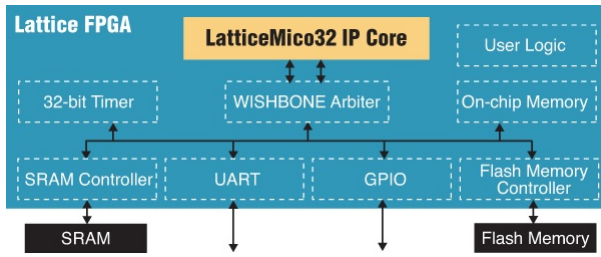 Lattice FPGA
LatticeMico32 IP Core
User Logic
32-bit Timer
WISHBONE Arbiter
On-chip Memory
SRAM Controller
UART
GPIO
Flash Memory
Controller
SRAM
Flash Memory